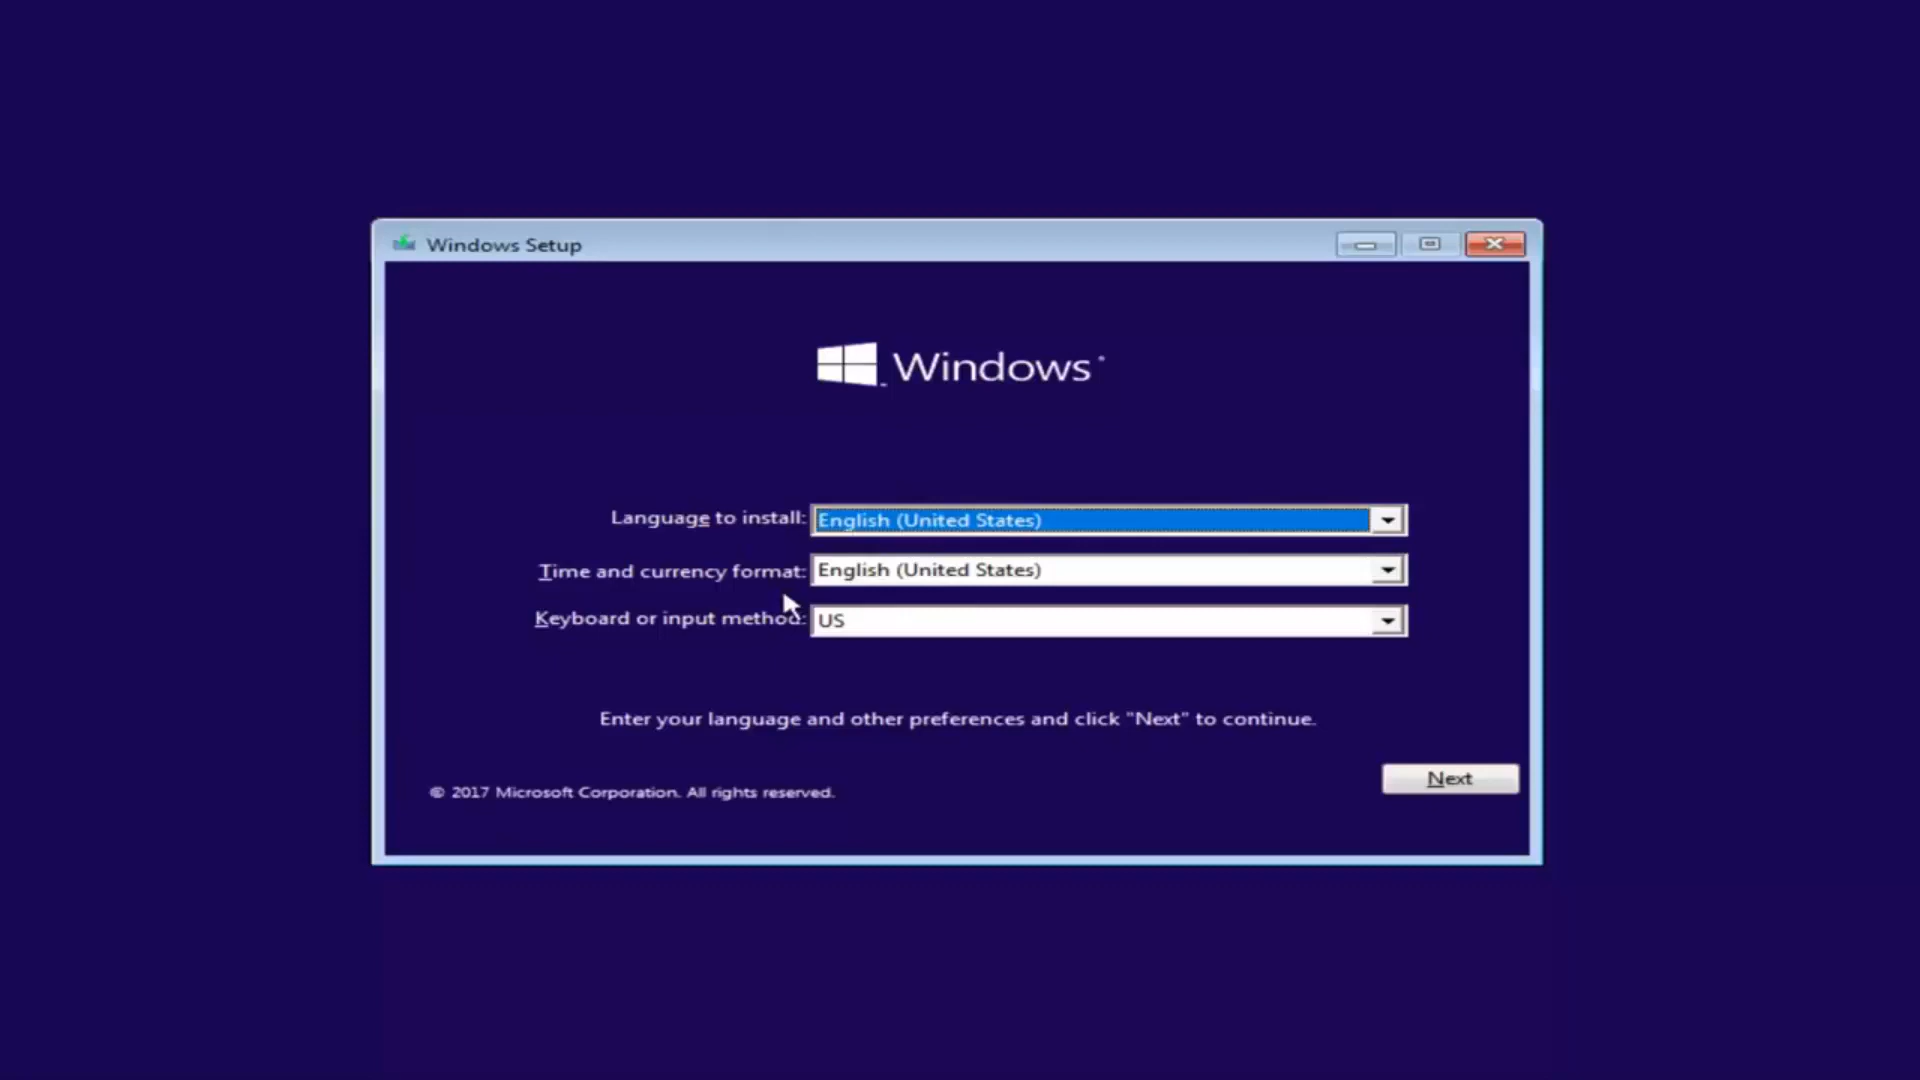 Windows Setup
Windows
Language to install: English (United States)
Time and currency format: English (United States)
Keyboard or input method: US
Enter your language and other preferences and click "Next" to continue.
Next
© 2017 Microsoft Corporation. All rights reserved.